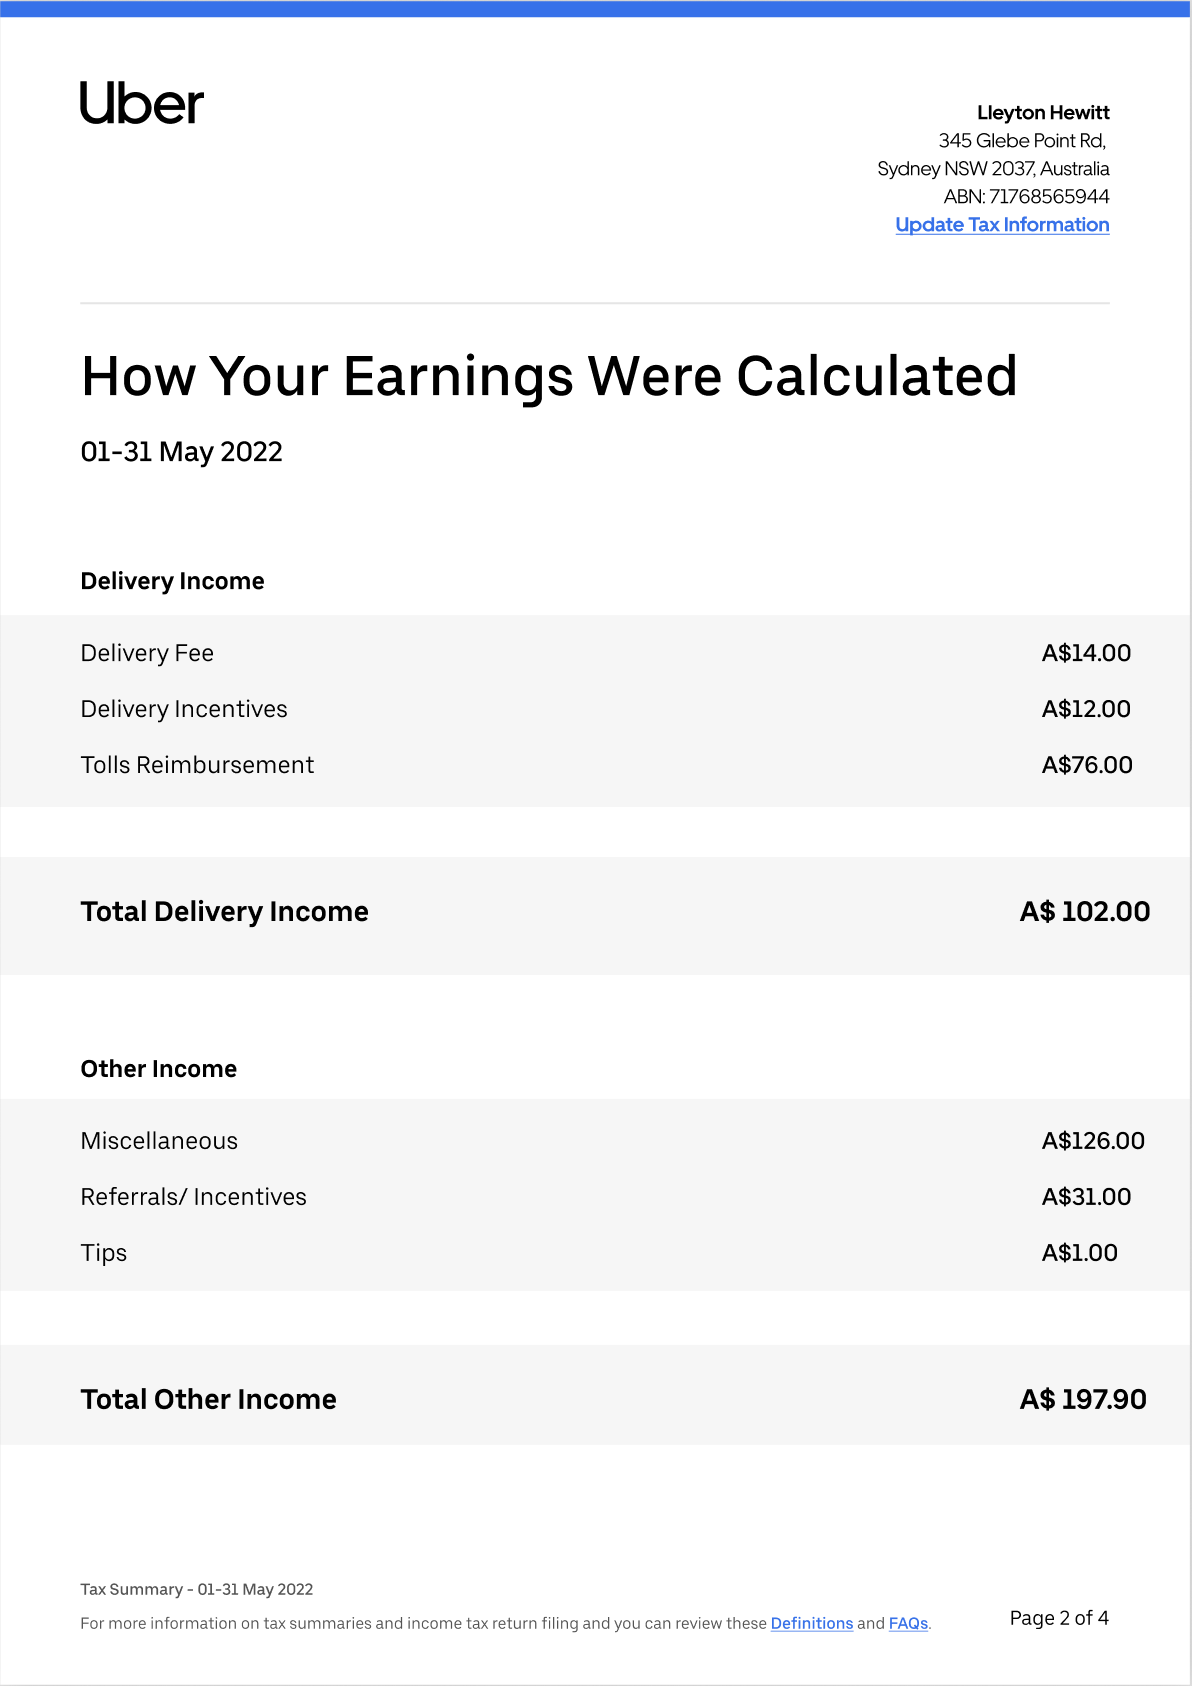 Uber
Lleyton Hewitt
345 Glebe Point Rd,
Sydney NSW 2037, Australia
ABN: 71768565944
Update Tax Information
How Your Earnings Were Calculated
01-31 May 2022
Delivery Income
Delivery Fee A$14.00
Delivery Incentives A$12.00
Tolls Reimbursement A$76.00
Total Delivery Income A$ 102.00
Other Income
Miscellaneous A$126.00
Referrals/ Incentives A$31.00
Tips A$1.00
Total Other Income A$ 197.90
Tax Summary - 01-31 May 2022
For more information on tax summaries and income tax return filing and you can review these Definitions and FAQs.
Page 2 of 4